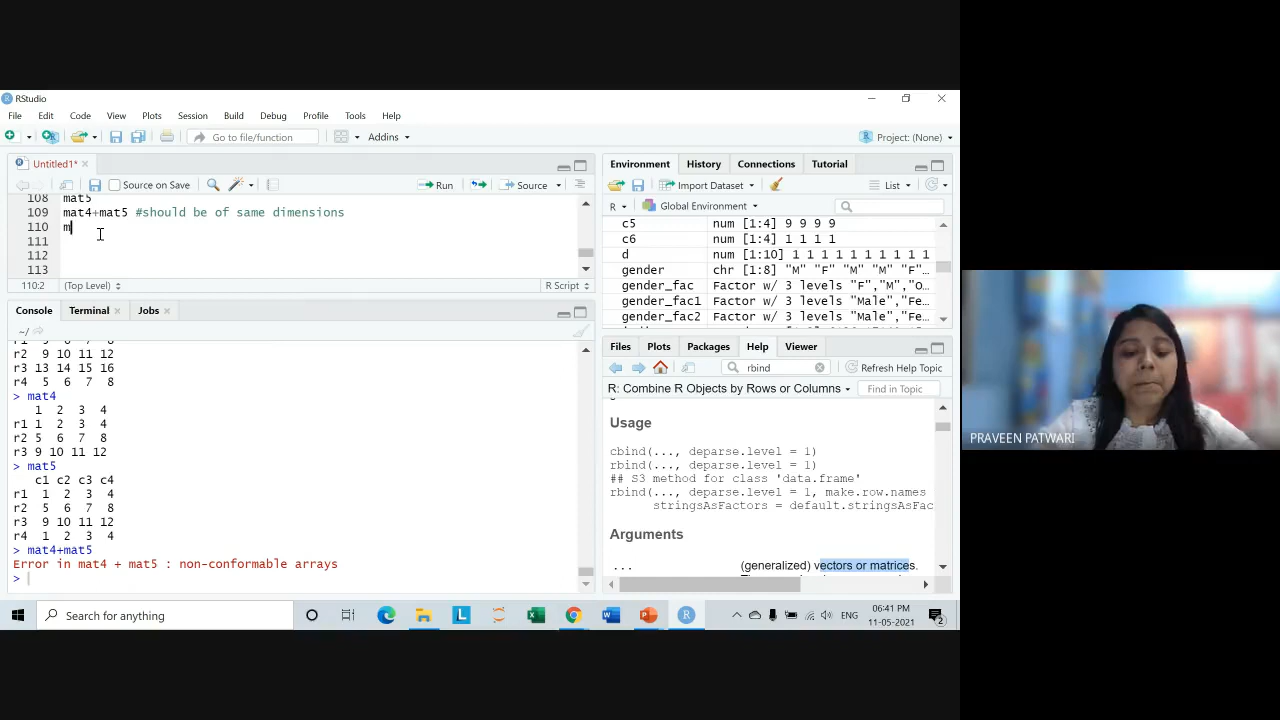 RStudio
File Edit Code View Plots Session Build Debug Profile Tools Help
Go to file/function
Addins
Project: (None)
Untitled1*
Source on Save
Run
Source
108 mat5
109 mat4+mat5 #should be of same dimensions
110 m
111
112
113
110:2 (Top Level)
R Script
Console Terminal Jobs
~/
r2 9 10 11 12
r3 13 14 15 16
r4 5 6 7 8
> mat4
1 2 3 4
r1 1 2 3 4
r2 5 6 7 8
r3 9 10 11 12
> mat5
c1 c2 c3 c4
r1 1 2 3 4
r2 5 6 7 8
r3 9 10 11 12
r4 1 2 3 4
> mat4+mat5
Error in mat4 + mat5 : non-conformable arrays
>
Environment History Connections Tutorial
Import Dataset
List
R Global Environment
c5 num [1:4] 9 9 9 9
c6 num [1:4] 1 1 1 1
d num [1:10] 1 1 1 1 1 1 1 1 1 1
gender chr [1:8] "M" "F" "M" "M" "F"…
gender_fac Factor w/ 3 levels "F","M","O…
gender_fac1 Factor w/ 3 levels "Male","Fe…
gender_fac2 Factor w/ 3 levels "Male","Fe…
Files Plots Packages Help Viewer
rbind
Refresh Help Topic
R: Combine R Objects by Rows or Columns
Find in Topic
Usage
cbind(..., deparse.level = 1)
rbind(..., deparse.level = 1)
## S3 method for class 'data.frame'
rbind(..., deparse.level = 1, make.row.names
stringsAsFactors = default.stringsAsFac
Arguments
... (generalized) vectors or matrices.
PRAVEEN PATWARI
Search for anything
ENG
06:41 PM
11-05-2021
2